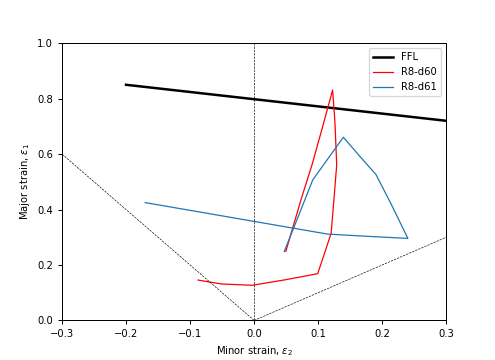 1.0
0.8
0.6
0.4
0.2
0.0
Major strain, ε₁
−0.3 −0.2 −0.1 0.0 0.1 0.2 0.3
Minor strain, ε₂
FFL
R8-d60
R8-d61